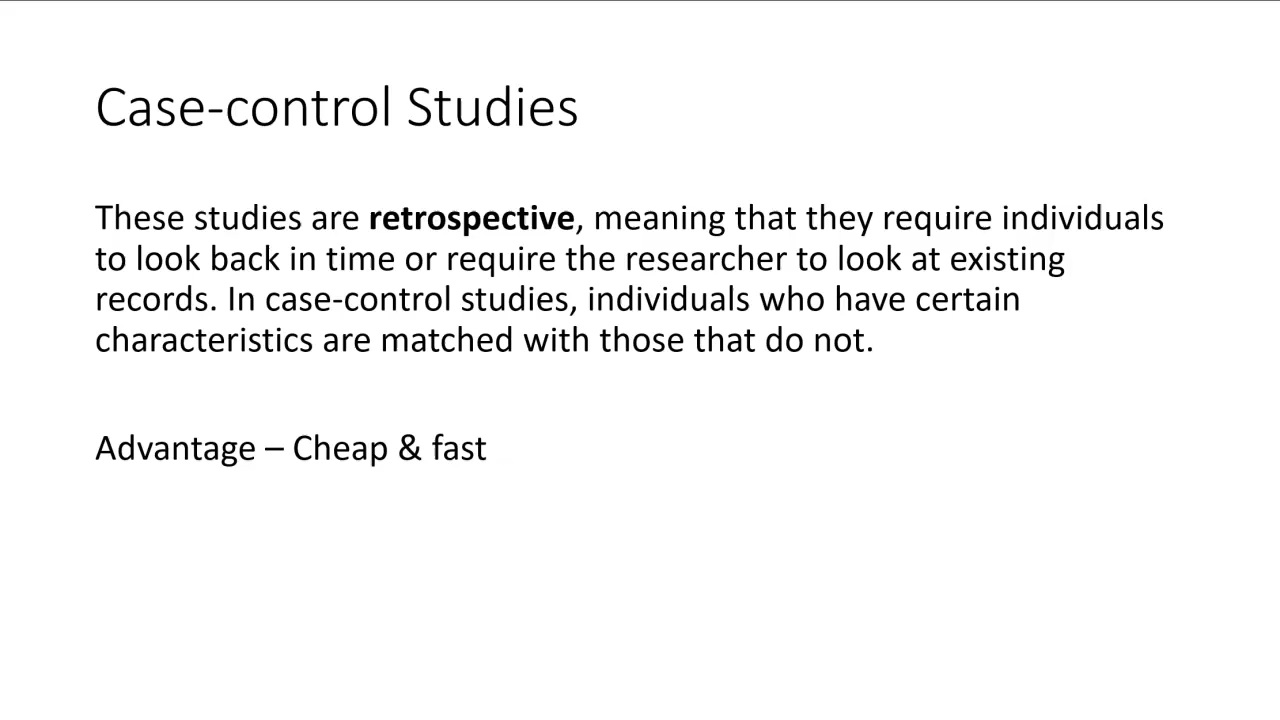 Case-control Studies
These studies are retrospective, meaning that they require individuals
to look back in time or require the researcher to look at existing
records. In case-control studies, individuals who have certain
characteristics are matched with those that do not.
Advantage – Cheap & fast